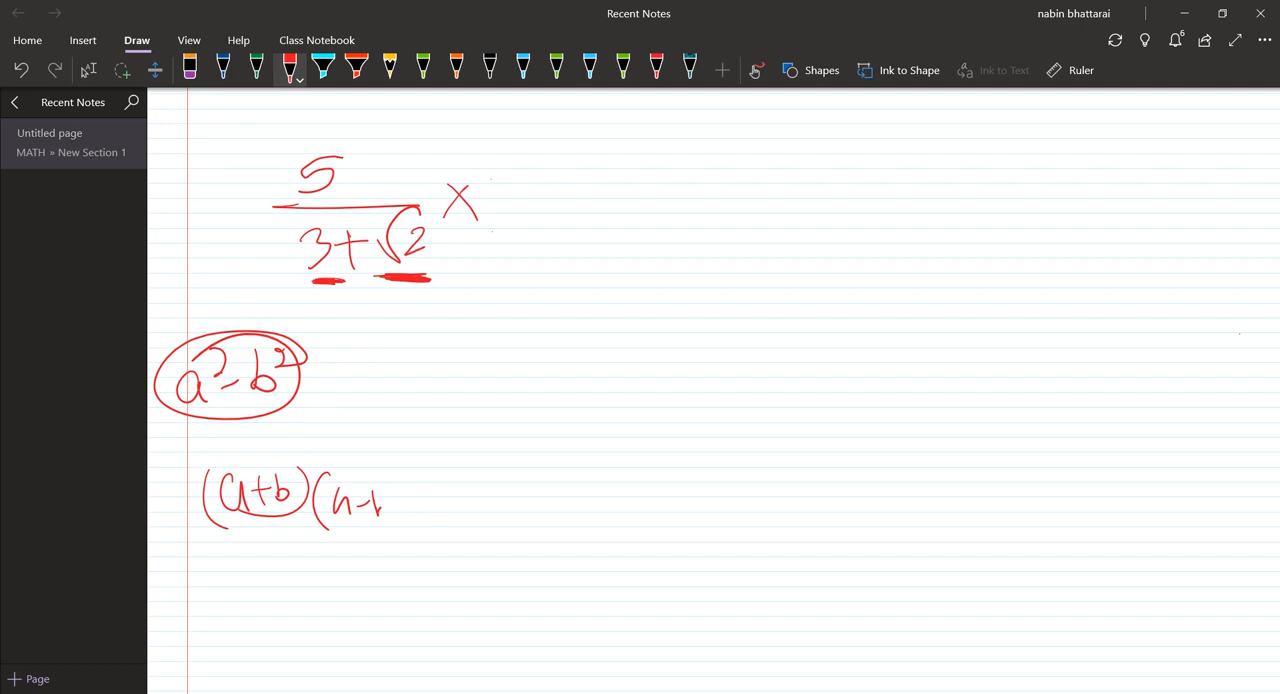 Recent Notes
nabin bhattarai
Home Insert Draw View Help Class Notebook
6
Shapes Ink to Shape Ink to Text Ruler
Recent Notes
Untitled page
MATH » New Section 1
5
3+√2 ×
a²-b²
(a+b)(a-b
Page